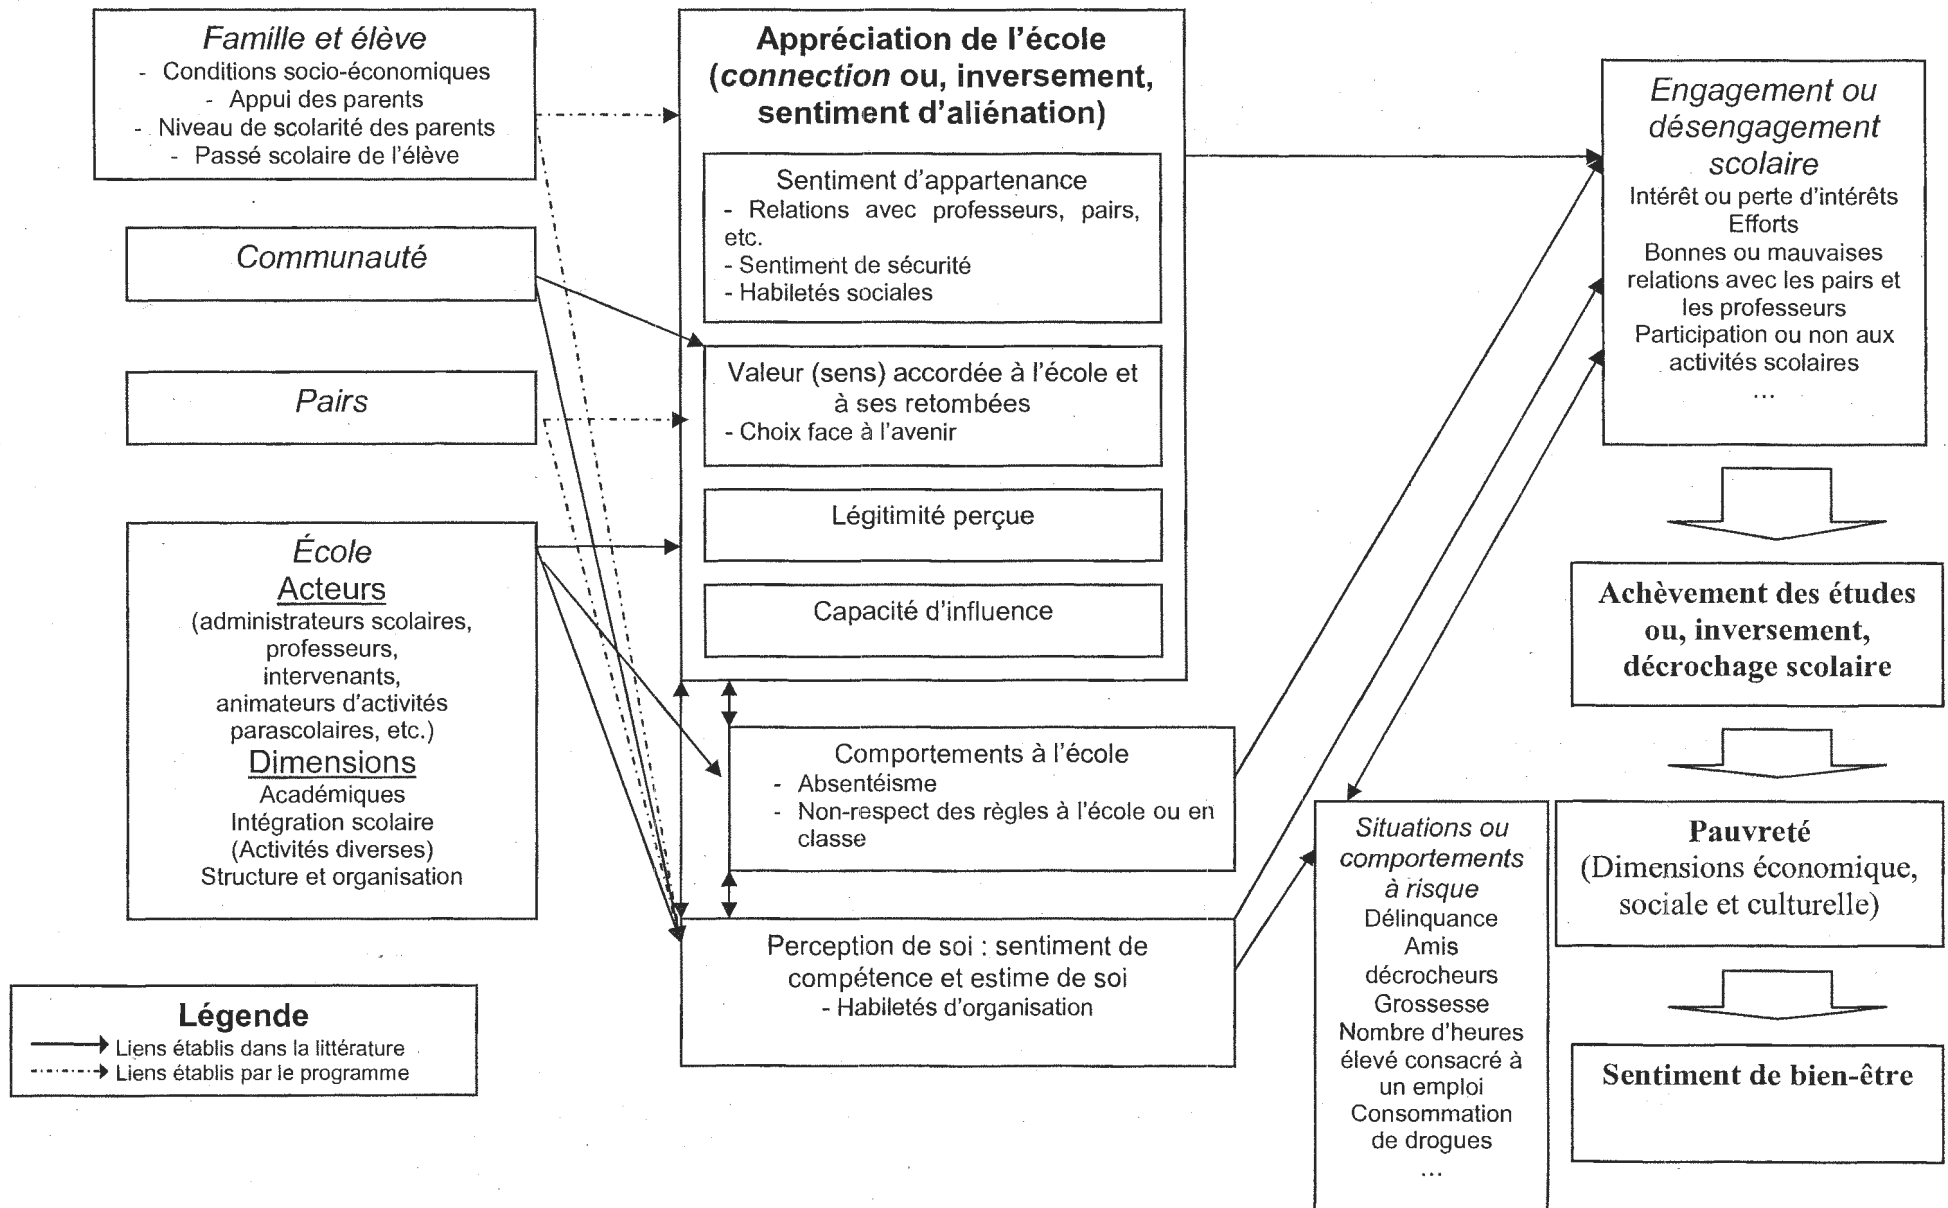 Famille et élève
- Conditions socio-économiques
- Appui des parents
- Niveau de scolarité des parents
- Passé scolaire de l'élève
Communauté
Pairs
École
Acteurs
(administrateurs scolaires,
professeurs,
intervenants,
animateurs d'activités
parascolaires, etc.)
Dimensions
Académiques
Intégration scolaire
(Activités diverses)
Structure et organisation
Légende
Liens établis dans la littérature
Liens établis par le programme
Appréciation de l'école
(connection ou, inversement,
sentiment d'aliénation)
Sentiment d'appartenance
- Relations avec professeurs, pairs,
etc.
- Sentiment de sécurité
- Habiletés sociales
Valeur (sens) accordée à l'école et
à ses retombées
- Choix face à l'avenir
Légitimité perçue
Capacité d'influence
Comportements à l'école
- Absentéisme
- Non-respect des règles à l'école ou en
classe
Perception de soi : sentiment de
compétence et estime de soi
- Habiletés d'organisation
Situations ou
comportements
à risque
Délinquance
Amis
décrocheurs
Grossesse
Nombre d'heures
élevé consacré à
un emploi
Consommation
de drogues
...
Engagement ou
désengagement
scolaire
Intérêt ou perte d'intérêts
Efforts
Bonnes ou mauvaises
relations avec les pairs et
les professeurs
Participation ou non aux
activités scolaires
...
Achèvement des études
ou, inversement,
décrochage scolaire
Pauvreté
(Dimensions économique,
sociale et culturelle)
Sentiment de bien-être